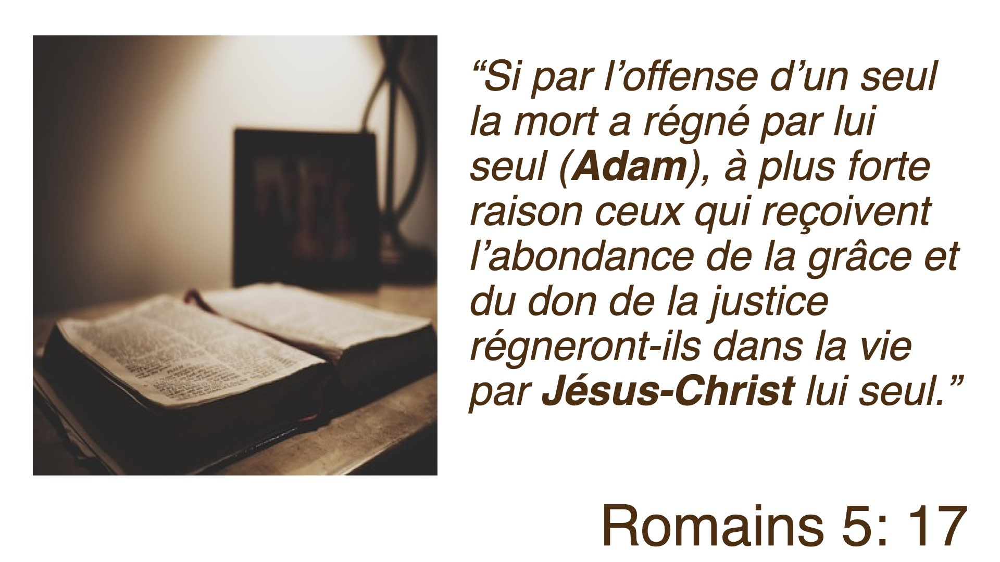 “Si par l’offense d’un seul
la mort a régné par lui
seul (Adam), à plus forte
raison ceux qui reçoivent
l’abondance de la grâce et
du don de la justice
régneront-ils dans la vie
par Jésus-Christ lui seul.”
Romains 5: 17